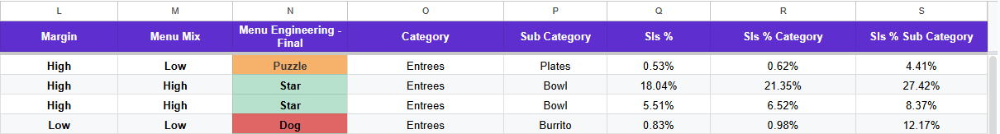 L M N O P Q R S
Margin Menu Mix Menu Engineering - Final Category Sub Category Sls % Sls % Category Sls % Sub Category
High Low Puzzle Entrees Plates 0.53% 0.62% 4.41%
High High Star Entrees Bowl 18.04% 21.35% 27.42%
High High Star Entrees Bowl 5.51% 6.52% 8.37%
Low Low Dog Entrees Burrito 0.83% 0.98% 12.17%